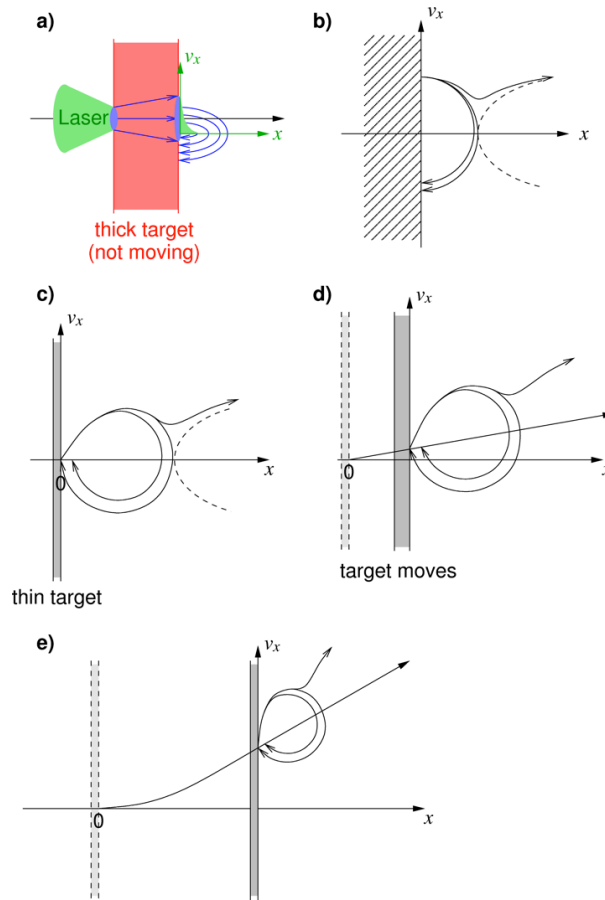 a)
v_x
Laser
x
thick target
(not moving)
b)
v_x
x
c)
v_x
x
0
thin target
d)
v_x
x
0
target moves
e)
v_x
x
0